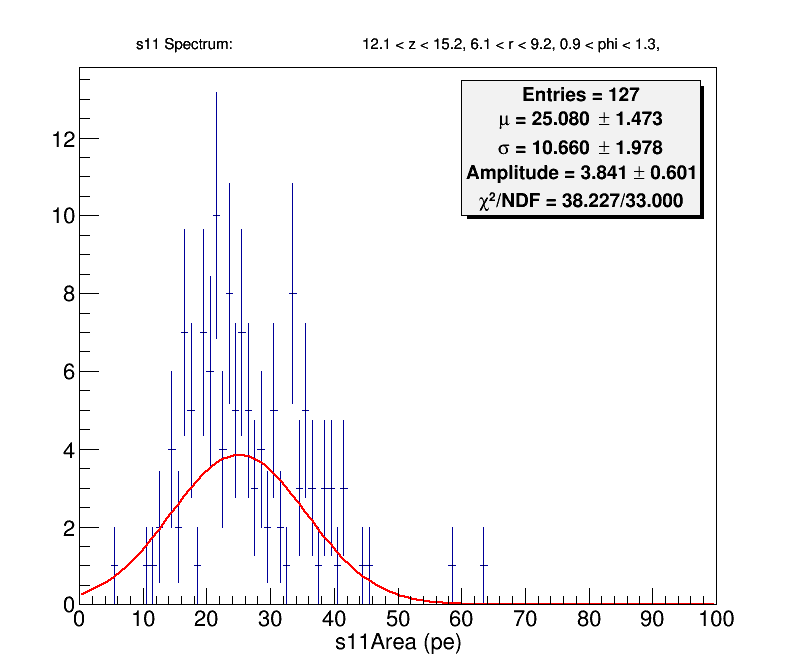 s11 Spectrum: 12.1 < z < 15.2, 6.1 < r < 9.2, 0.9 < phi < 1.3,
Entries = 127
μ = 25.080 ± 1.473
σ = 10.660 ± 1.978
Amplitude = 3.841 ± 0.601
χ²/NDF = 38.227/33.000
12
10
8
6
4
2
0
0 10 20 30 40 50 60 70 80 90 100
s11Area (pe)